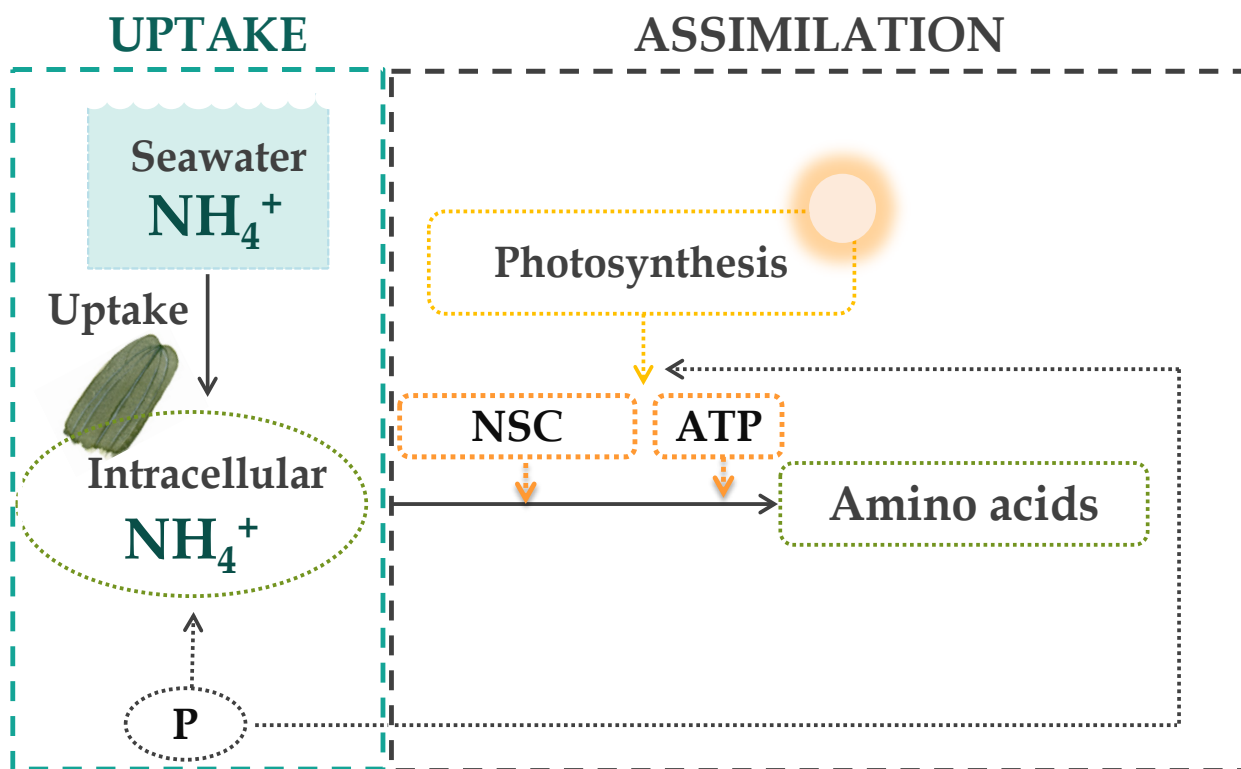 UPTAKE
ASSIMILATION
Seawater
NH₄⁺
Uptake
Photosynthesis
NSC
ATP
Intracellular
NH₄⁺
Amino acids
P